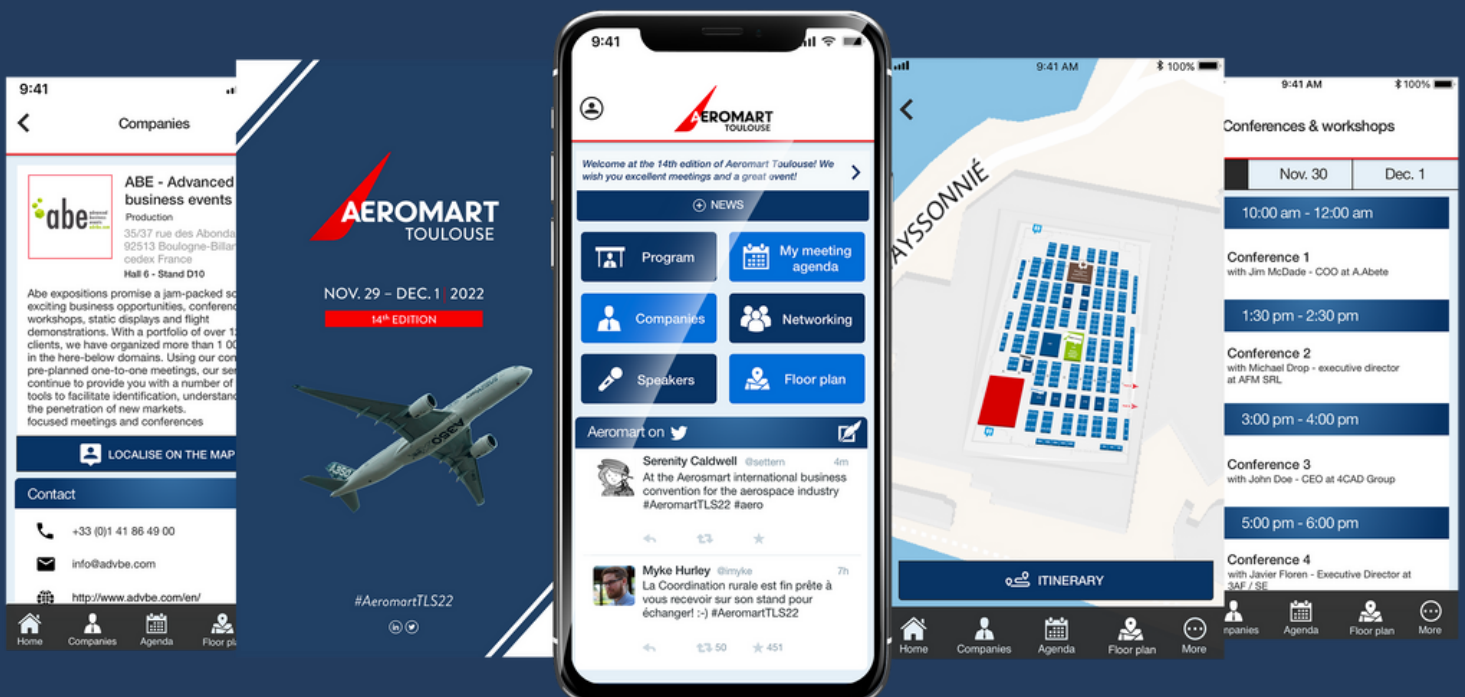 9:41
Companies
abe
ABE - Advanced
business events
Production
35/37 rue des Abonda
92513 Boulogne-Billan
cedex France
Hall 6 - Stand D10
Abe expositions promise a jam-packed sc
exciting business opportunities, conferenc
workshops, static displays and flight
demonstrations. With a portfolio of over 1
clients, we have organized more than 1 00
in the here-below domains. Using our con
pre-planned one-to-one meetings, our ser
continue to provide you with a number of
tools to facilitate identification, understand
the penetration of new markets.
focused meetings and conferences
LOCALISE ON THE MAP
Contact
+33 (0)1 41 86 49 00
info@advbe.com
http://www.advbe.com/en/
Home
Companies
Agenda
Floor pl
AEROMART
TOULOUSE
NOV. 29 – DEC. 1 | 2022
14th EDITION
A350
#AeromartTLS22
in
9:41
AEROMART
TOULOUSE
Welcome at the 14th edition of Aeromart Toulouse! We
wish you excellent meetings and a great event!
NEWS
Program
My meeting
agenda
Companies
Networking
Speakers
Floor plan
Aeromart on
Serenity Caldwell @settern 4m
At the Aerosmart international business
convention for the aerospace industry
#AeromartTLS22 #aero
Myke Hurley @imyke 7h
La Coordination rurale est fin prête à
vous recevoir sur son stand pour
échanger! :-) #AeromartTLS22
50
451
9:41 AM
100%
AYSSONNIÉ
ITINERARY
Home
Companies
Agenda
Floor plan
More
9:41 AM
100%
Conferences & workshops
Nov. 30
Dec. 1
10:00 am - 12:00 am
Conference 1
with Jim McDade - COO at A.Abete
1:30 pm - 2:30 pm
Conference 2
with Michael Drop - executive director
at AFM SRL
3:00 pm - 4:00 pm
Conference 3
with John Doe - CEO at 4CAD Group
5:00 pm - 6:00 pm
Conference 4
with Javier Floren - Executive Director at
3AF / SE
mpanies
Agenda
Floor plan
More